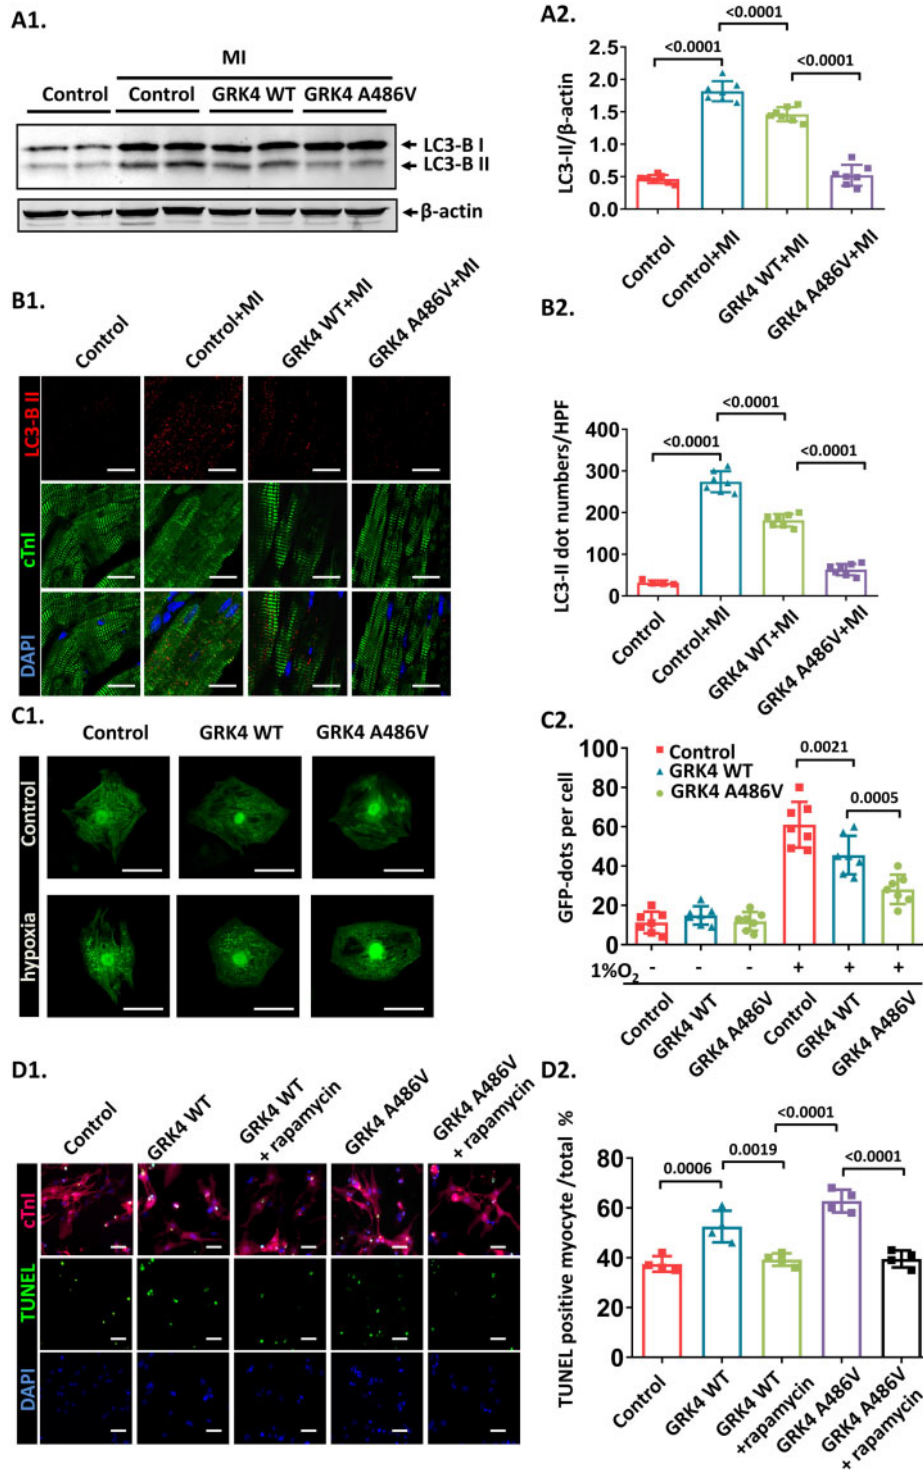 A1.
MI
Control Control GRK4 WT GRK4 A486V
LC3-B I
LC3-B II
β-actin
A2.
<0.0001
<0.0001
<0.0001
LC3-II/β-actin
2.5
2.0
1.5
1.0
0.5
0.0
Control
Control+MI
GRK4 WT+MI
GRK4 A486V+MI
B1.
Control
Control+MI
GRK4 WT+MI
GRK4 A486V+MI
LC3-B II
cTnI
DAPI
B2.
<0.0001
<0.0001
<0.0001
LC3-II dot numbers/HPF
400
300
200
100
0
Control
Control+MI
GRK4 WT+MI
GRK4 A486V+MI
C1.
Control GRK4 WT GRK4 A486V
Control
hypoxia
C2.
Control
GRK4 WT
GRK4 A486V
0.0021
0.0005
GFP-dots per cell
100
80
60
40
20
0
1%O2 - - - + + +
Control
GRK4 WT
GRK4 A486V
Control
GRK4 WT
GRK4 A486V
D1.
Control
GRK4 WT
GRK4 WT
+ rapamycin
GRK4 A486V
GRK4 A486V
+ rapamycin
cTnI
TUNEL
DAPI
D2.
<0.0001
0.0006
0.0019
<0.0001
TUNEL positive myocyte /total %
80
60
40
20
0
Control
GRK4 WT
GRK4 WT
+rapamycin
GRK4 A486V
GRK4 A486V
+ rapamycin